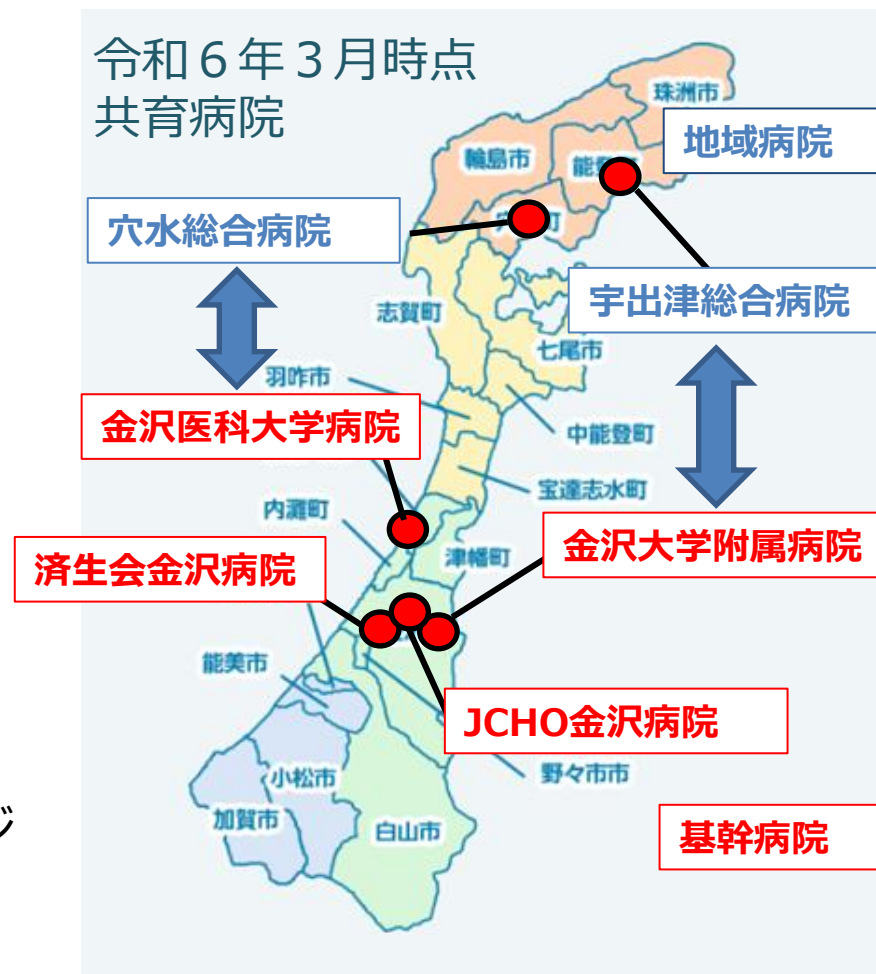 令和６年３月時点
共育病院
珠洲市
地域病院
輪島市
能登
穴水総合病院
宇出津総合病院
志賀町
七尾市
羽咋市
金沢医科大学病院
中能登町
宝達志水町
内灘町
金沢大学附属病院
津幡町
済生会金沢病院
能美市
JCHO金沢病院
野々市市
小松市
じ
加賀市
白山市
基幹病院